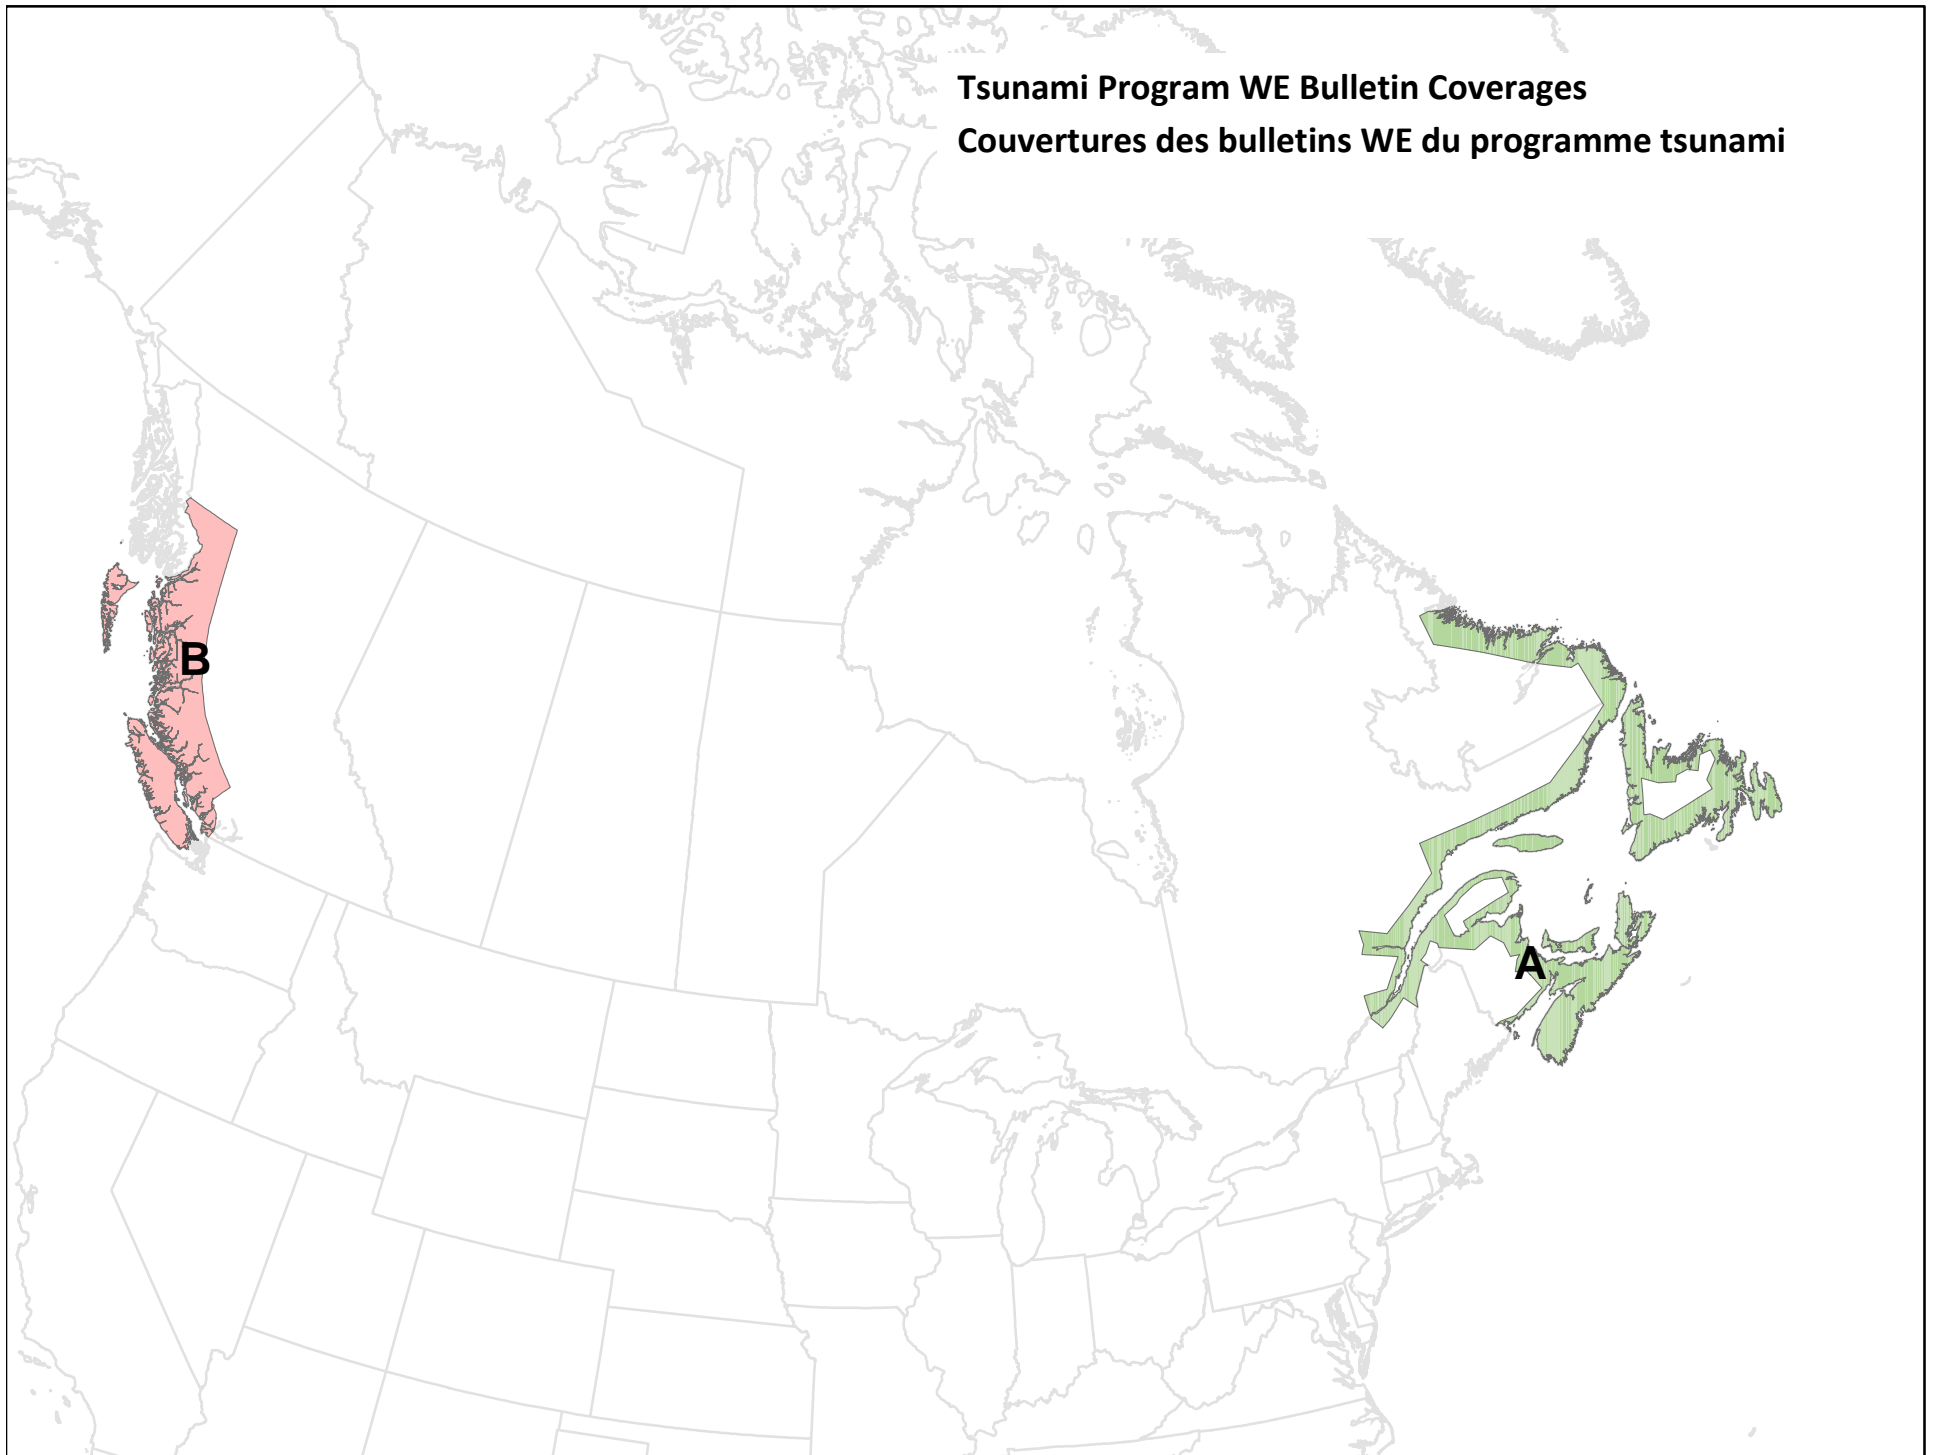 Tsunami Program WE Bulletin Coverages
Couvertures des bulletins WE du programme tsunami
B
A